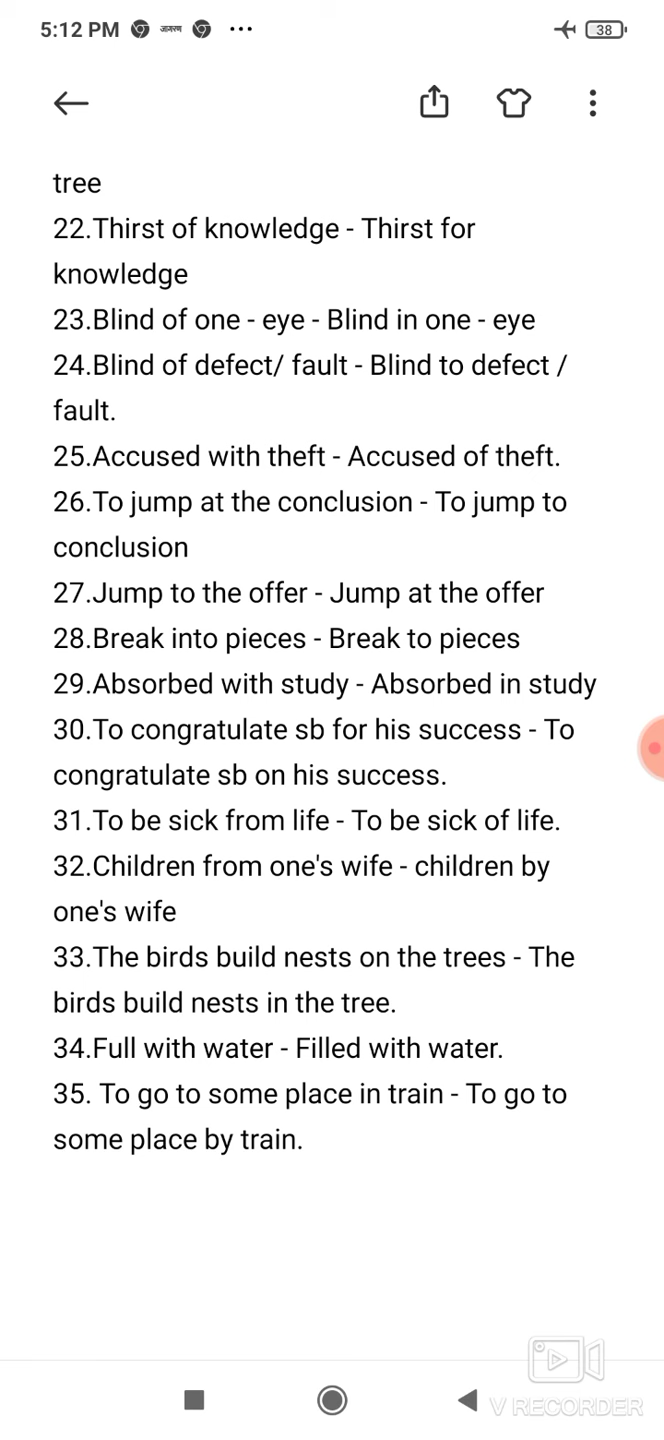 5:12 PM जागरण ... 38
tree
22.Thirst of knowledge - Thirst for
knowledge
23.Blind of one - eye - Blind in one - eye
24.Blind of defect/ fault - Blind to defect /
fault.
25.Accused with theft - Accused of theft.
26.To jump at the conclusion - To jump to
conclusion
27.Jump to the offer - Jump at the offer
28.Break into pieces - Break to pieces
29.Absorbed with study - Absorbed in study
30.To congratulate sb for his success - To
congratulate sb on his success.
31.To be sick from life - To be sick of life.
32.Children from one's wife - children by
one's wife
33.The birds build nests on the trees - The
birds build nests in the tree.
34.Full with water - Filled with water.
35. To go to some place in train - To go to
some place by train.
V RECORDER